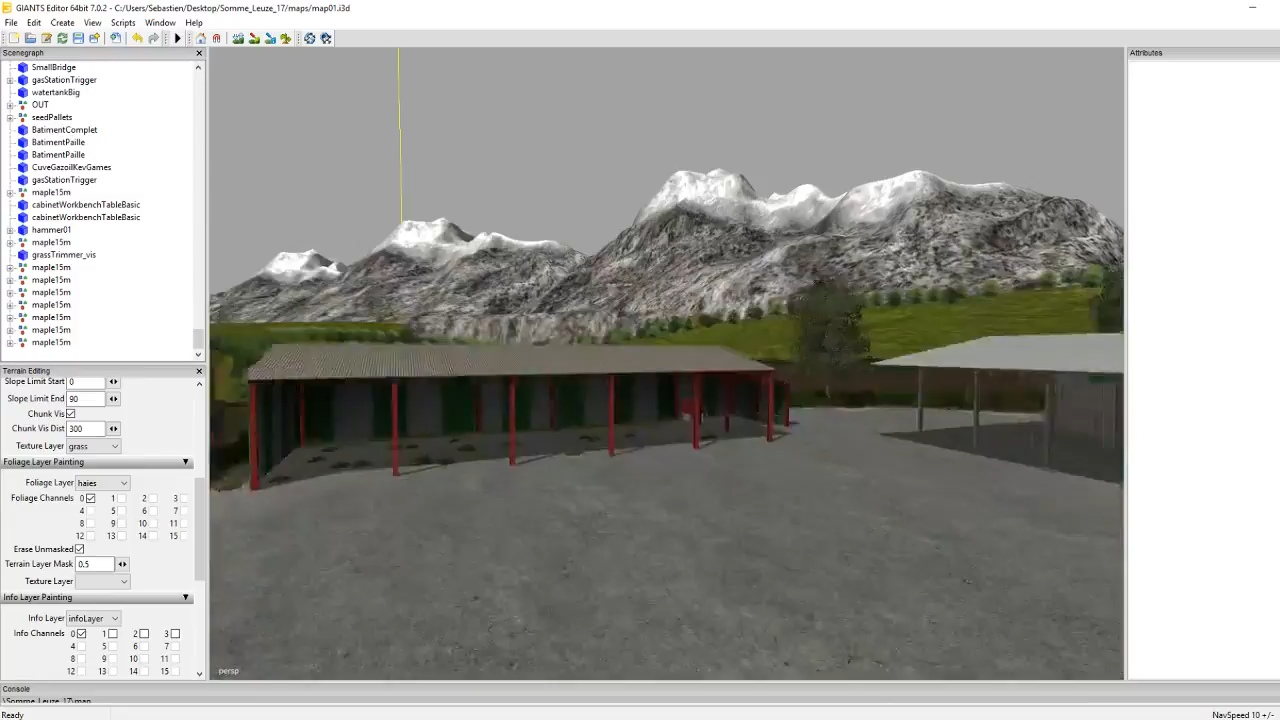 GIANTS Editor 64bit 7.0.2 - C:/Users/Sebastien/Desktop/Somme_Leuze_17/maps/map01.i3d
File Edit Create View Scripts Window Help
Scenegraph
Attributes
SmallBridge
gasStationTrigger
watertankBig
OUT
seedPallets
BatimentComplet
BatimentPaille
BatimentPaille
CuveGazoilKevGames
gasStationTrigger
maple15m
cabinetWorkbenchTableBasic
cabinetWorkbenchTableBasic
hammer01
maple15m
grassTrimmer_vis
maple15m
maple15m
maple15m
maple15m
maple15m
maple15m
maple15m
Terrain Editing
Slope Limit Start 0
Slope Limit End 90
Chunk Vis
Chunk Vis Dist 300
Texture Layer grass
Foliage Layer Painting
Foliage Layer haies
Foliage Channels 0 1 2 3
4 5 6 7
8 9 10 11
12 13 14 15
Erase Unmasked
Terrain Layer Mask 0.5
Texture Layer
Info Layer Painting
Info Layer infoLayer
Info Channels 0 1 2 3
4 5 6 7
8 9 10 11
12 13 14 15
persp
Console
\Somme_Leuze_17\map
Ready
NavSpeed 10 +/-